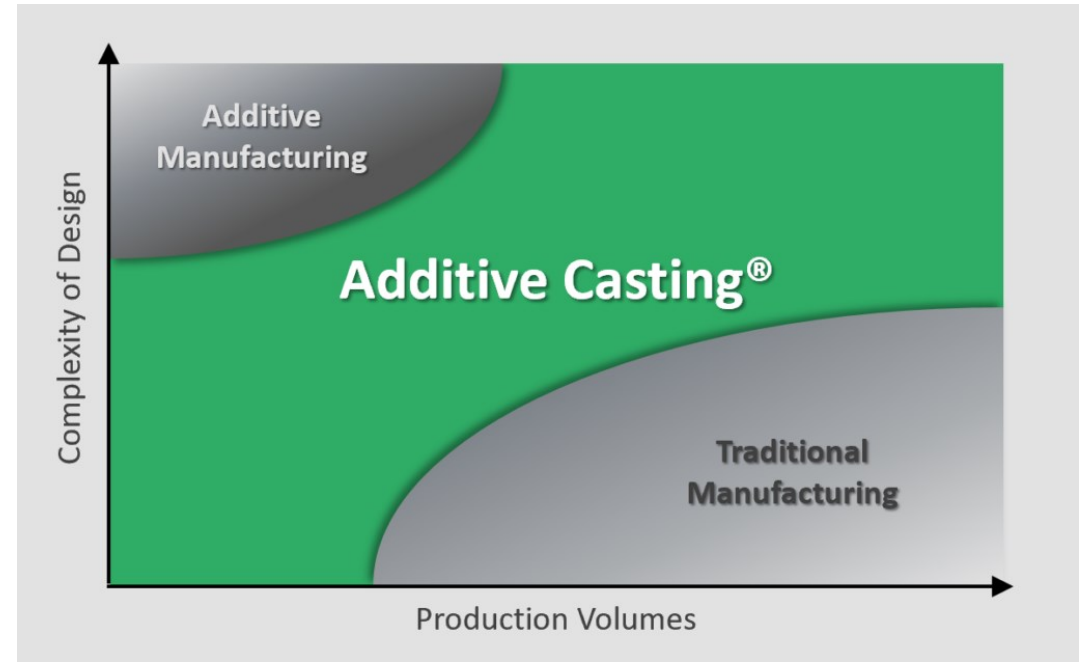 Additive
Manufacturing
Complexity of Design
Additive Casting®
Traditional
Manufacturing
Production Volumes